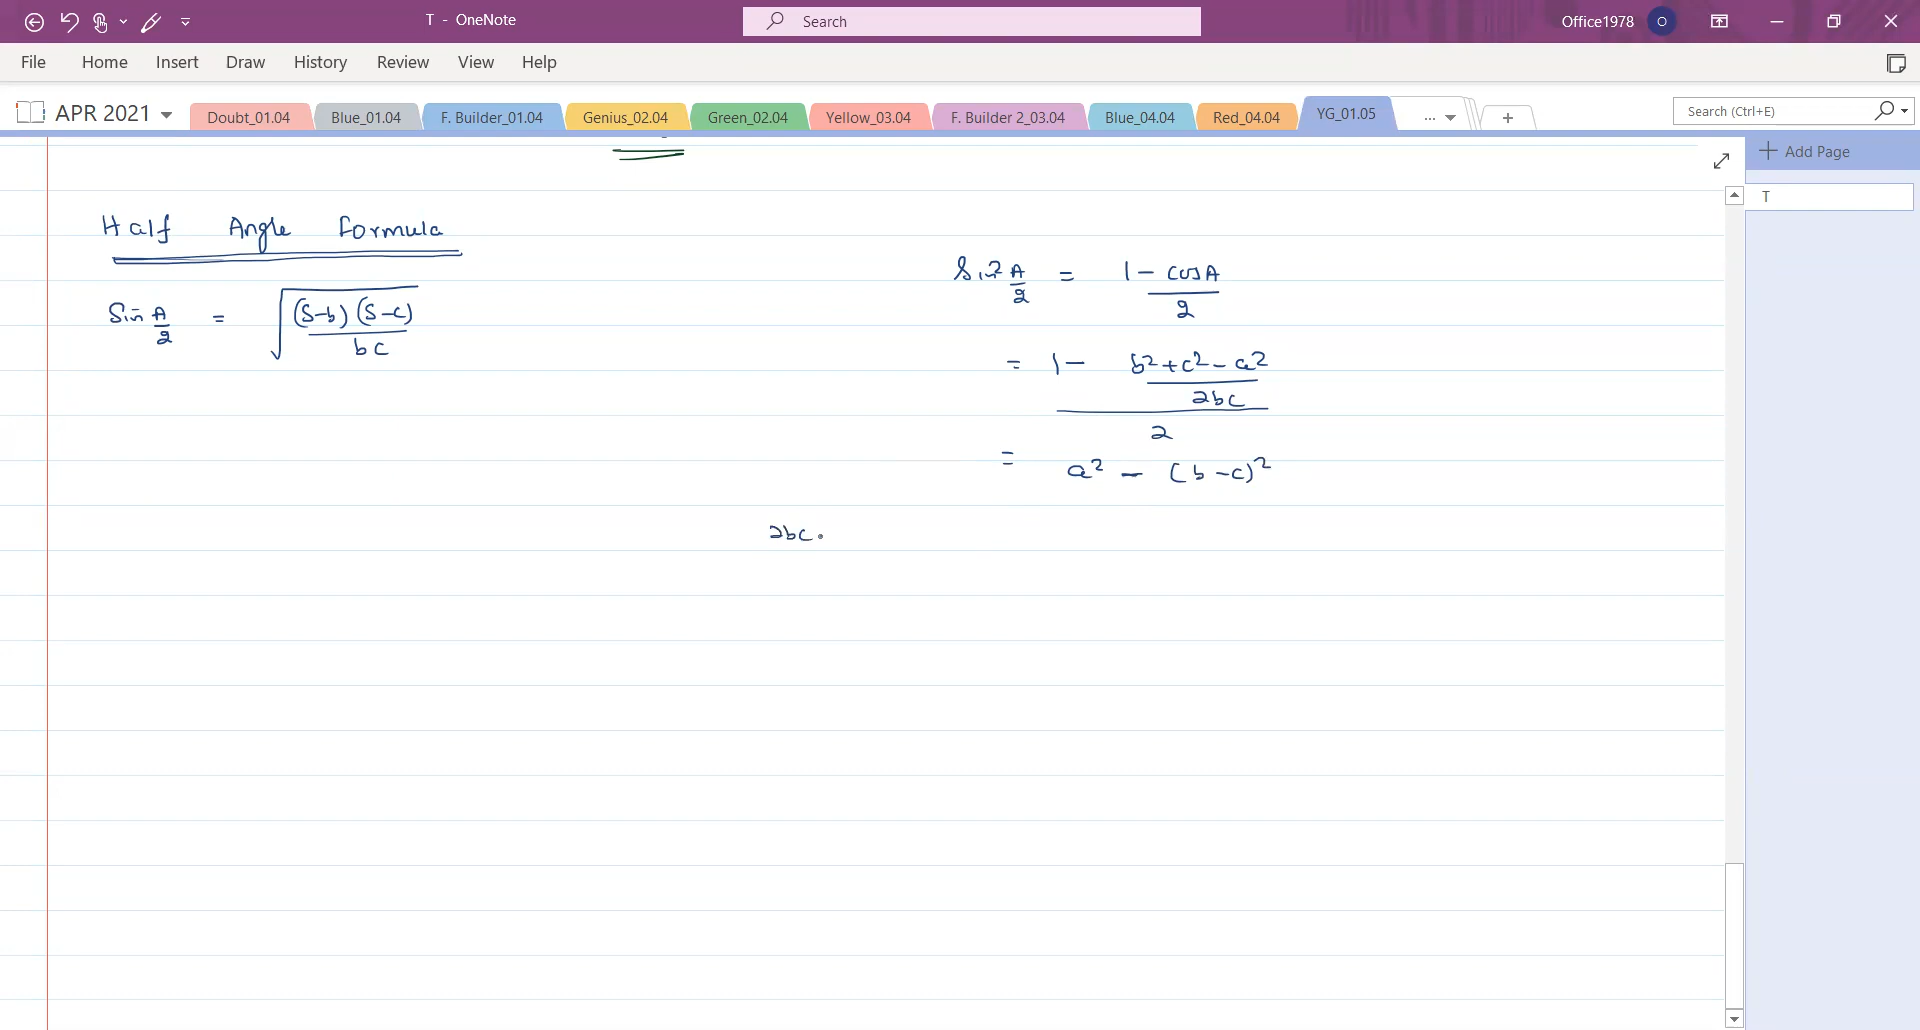 T - OneNote
Search
Office1978
O
File Home Insert Draw History Review View Help
APR 2021
Doubt_01.04 Blue_01.04 F. Builder_01.04 Genius_02.04 Green_02.04 Yellow_03.04 F. Builder 2_03.04 Blue_04.04 Red_04.04 YG_01.05 ... +
Search (Ctrl+E)
Add Page
T
Half Angle Formula
Sin A/2 = √((S-b)(S-c)/bc)
Sin² A/2 = (1 - cosA)/2
= (1 - (b²+c²-a²)/2bc)/2
= a² - (b-c)²
2bc.